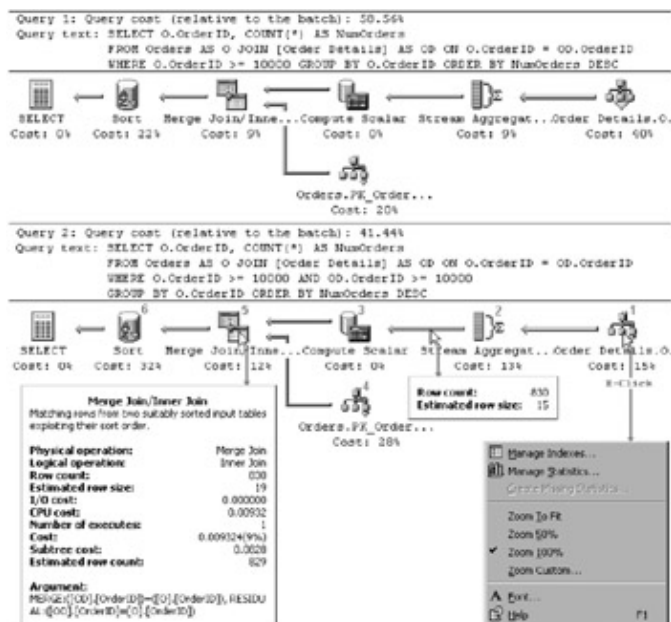 Query 1: Query cost (relative to the batch): 58.56%
Query text: SELECT O.OrderID, COUNT(*) AS NumOrders
FROM Orders AS O JOIN [Order Details] AS OD ON O.OrderID = OD.OrderID
WHERE O.OrderID >= 10000 GROUP BY O.OrderID ORDER BY NumOrders DESC
SELECT Sort Merge Join/Inne... Compute Scalar Stream Aggregat... Order Details.O...
Cost: 0% Cost: 22% Cost: 9% Cost: 0% Cost: 9% Cost: 40%
Orders.PK_Order...
Cost: 20%
Query 2: Query cost (relative to the batch): 41.44%
Query text: SELECT O.OrderID, COUNT(*) AS NumOrders
FROM Orders AS O JOIN [Order Details] AS OD ON O.OrderID = OD.OrderID
WHERE O.OrderID >= 10000 AND OD.OrderID >= 10000
GROUP BY O.OrderID ORDER BY NumOrders DESC
6 5 3 2 1
SELECT Sort Merge Join/Inne... Compute Scalar Stream Aggregat... Order Details.O...
Cost: 0% Cost: 32% Cost: 12% Cost: 0% Cost: 13% Cost: 15%
R-Click
4
Orders.PK_Order...
Cost: 28%
Row count: 830
Estimated row size: 15
Merge Join/Inner Join
Matching rows from two suitably sorted input tables
exploiting their sort order.
Physical operation: Merge Join
Logical operation: Inner Join
Row count: 830
Estimated row size: 19
I/O cost: 0.000000
CPU cost: 0.00932
Number of executes: 1
Cost: 0.009324(9%)
Subtree cost: 0.0828
Estimated row count: 829
Argument:
MERGE:([OD].[OrderID])=([O].[OrderID]), RESIDU
AL:([OD].[OrderID]=[O].[OrderID])
Manage Indexes...
Manage Statistics...
Create Missing Statistics...
Zoom To Fit
Zoom 50%
Zoom 100%
Zoom Custom...
Font...
Help F1